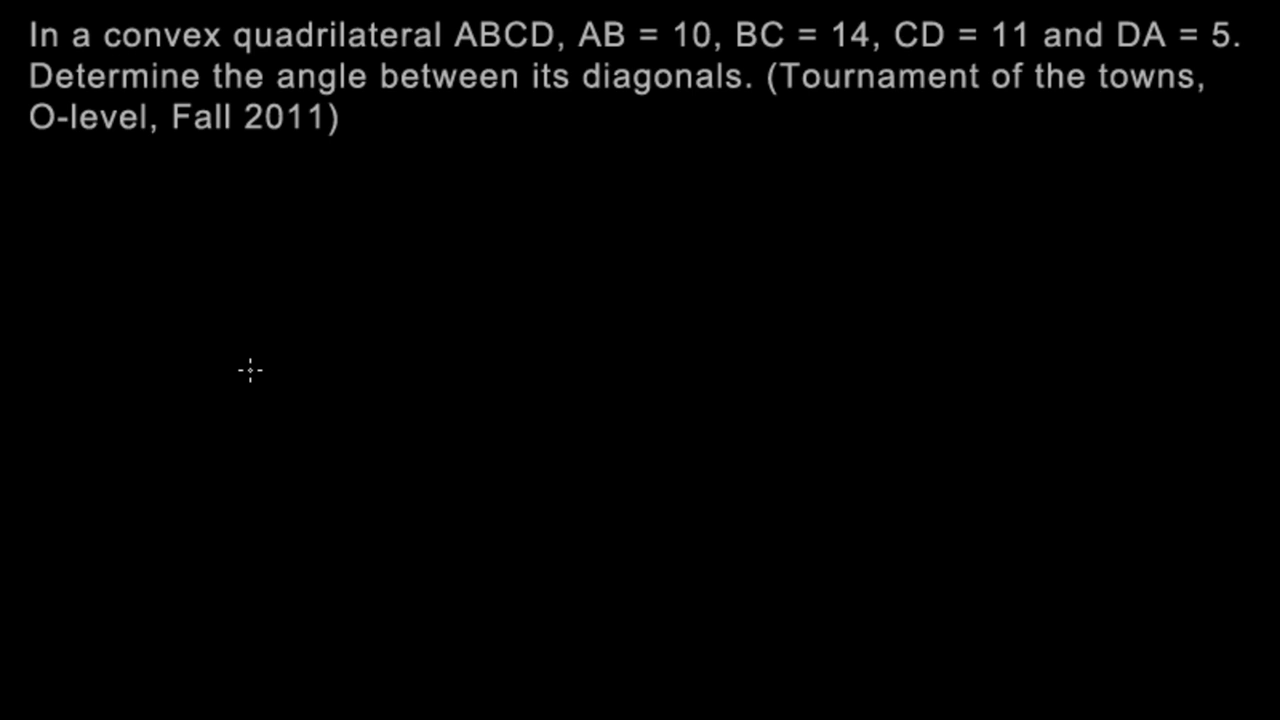 In a convex quadrilateral ABCD, AB = 10, BC = 14, CD = 11 and DA = 5.
Determine the angle between its diagonals. (Tournament of the towns,
O-level, Fall 2011)